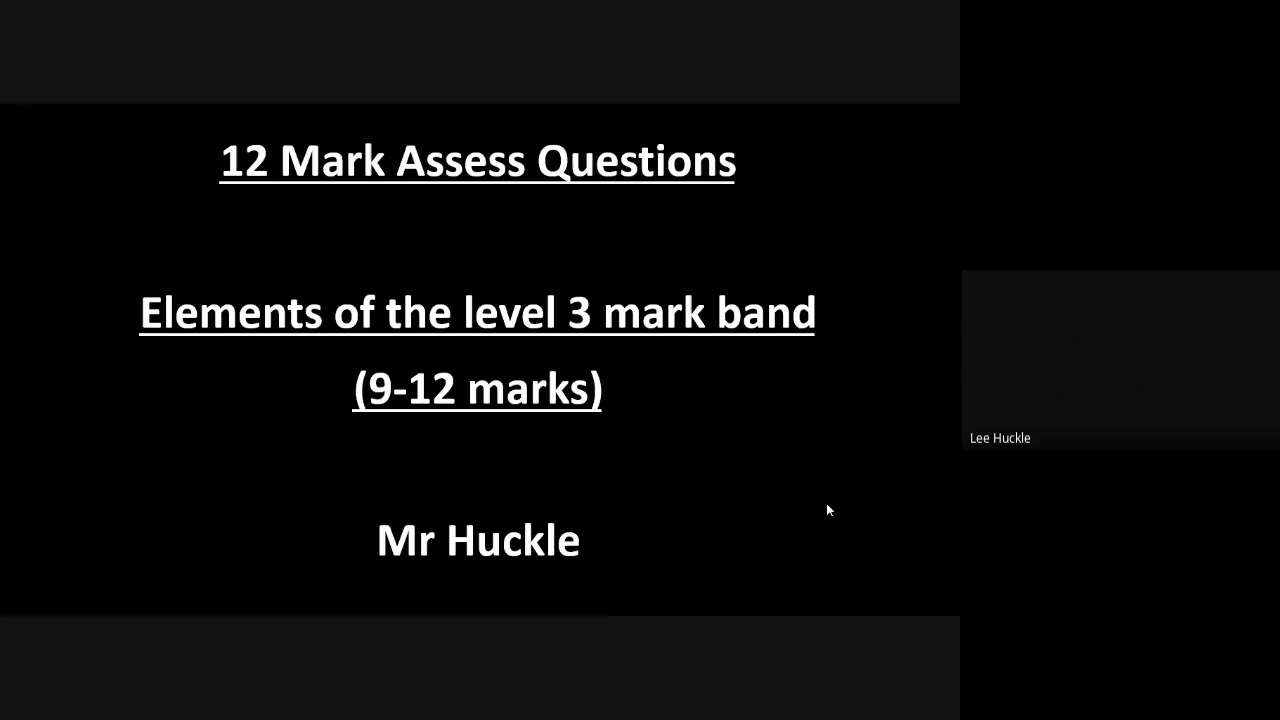 12 Mark Assess Questions
Elements of the level 3 mark band
(9-12 marks)
Mr Huckle
Lee Huckle